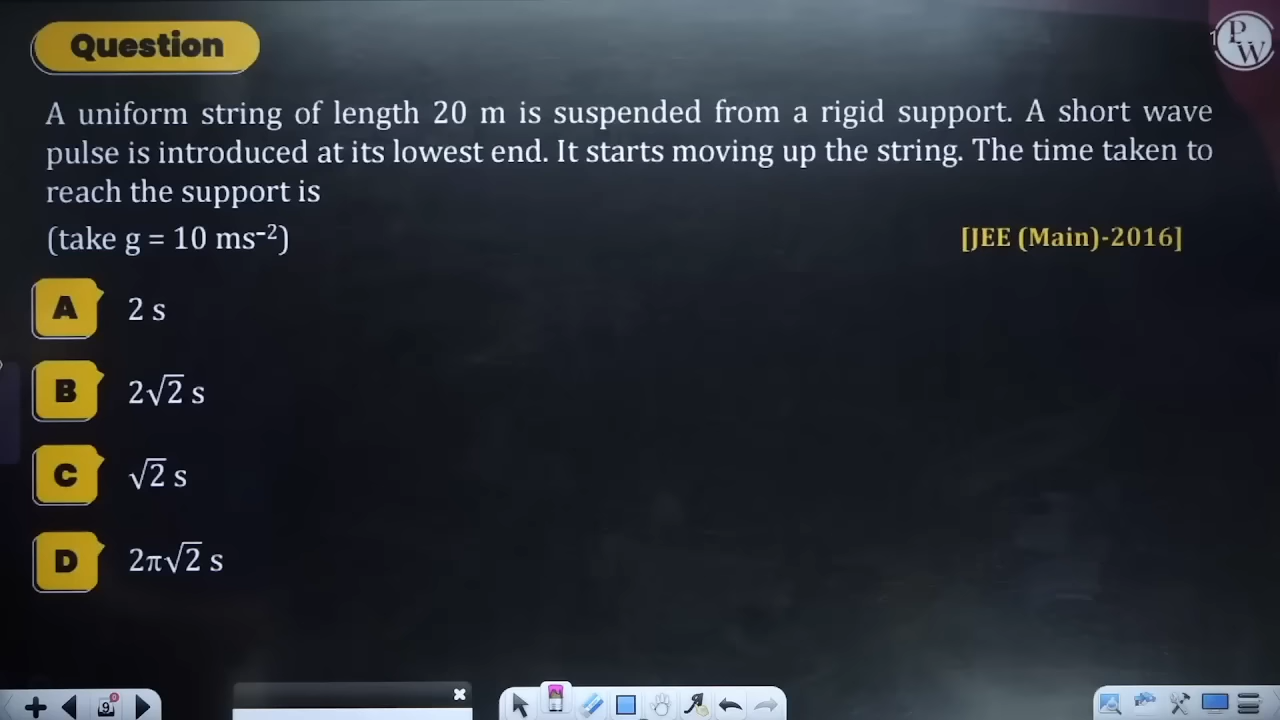 Question
PW
A uniform string of length 20 m is suspended from a rigid support. A short wave
pulse is introduced at its lowest end. It starts moving up the string. The time taken to
reach the support is
(take g = 10 ms⁻²)
[JEE (Main)-2016]
A 2 s
B 2√2 s
C √2 s
D 2π√2 s
9